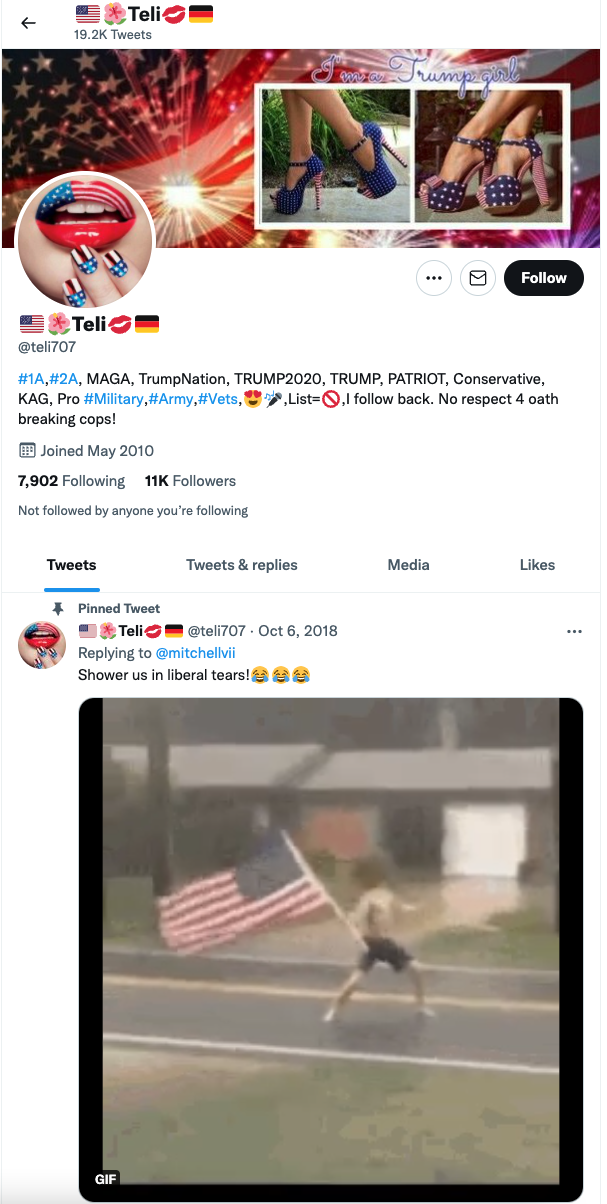 🇺🇸🌺Teli💋🇩🇪
19.2K Tweets
I'm a Trump girl
Follow
🇺🇸🌺Teli💋🇩🇪
@teli707
#1A,#2A, MAGA, TrumpNation, TRUMP2020, TRUMP, PATRIOT, Conservative,
KAG, Pro #Military,#Army,#Vets,😍🎤,List=🚫,I follow back. No respect 4 oath
breaking cops!
Joined May 2010
7,902 Following 11K Followers
Not followed by anyone you're following
Tweets Tweets & replies Media Likes
Pinned Tweet
🇺🇸🌺Teli💋🇩🇪 @teli707 · Oct 6, 2018
Replying to @mitchellvii
Shower us in liberal tears!😂😂😂
GIF